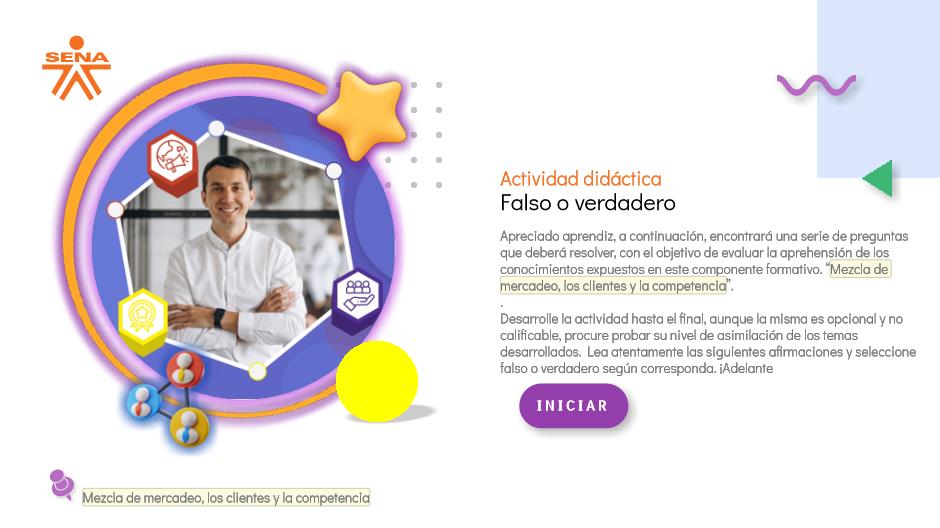 SENA
Actividad didáctica
Falso o verdadero
Apreciado aprendiz, a continuación, encontrará una serie de preguntas
que deberá resolver, con el objetivo de evaluar la aprehensión de los
conocimientos expuestos en este componente formativo. “Mezcla de
mercadeo, los clientes y la competencia”.
.
Desarrolle la actividad hasta el final, aunque la misma es opcional y no
calificable, procure probar su nivel de asimilación de los temas
desarrollados. Lea atentamente las siguientes afirmaciones y seleccione
falso o verdadero según corresponda. ¡Adelante
INICIAR
Mezcla de mercadeo, los clientes y la competencia